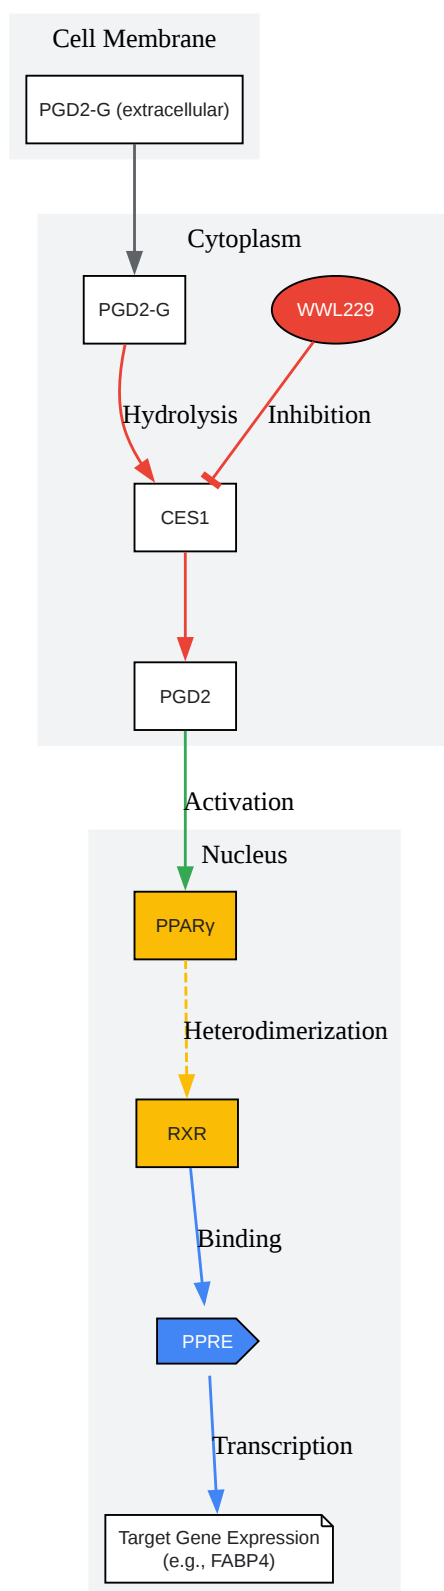 Cell Membrane
PGD2-G (extracellular)
Cytoplasm
PGD2-G
WWL229
Hydrolysis
Inhibition
CES1
PGD2
Activation
Nucleus
PPARγ
Heterodimerization
RXR
Binding
PPRE
Transcription
Target Gene Expression
(e.g., FABP4)